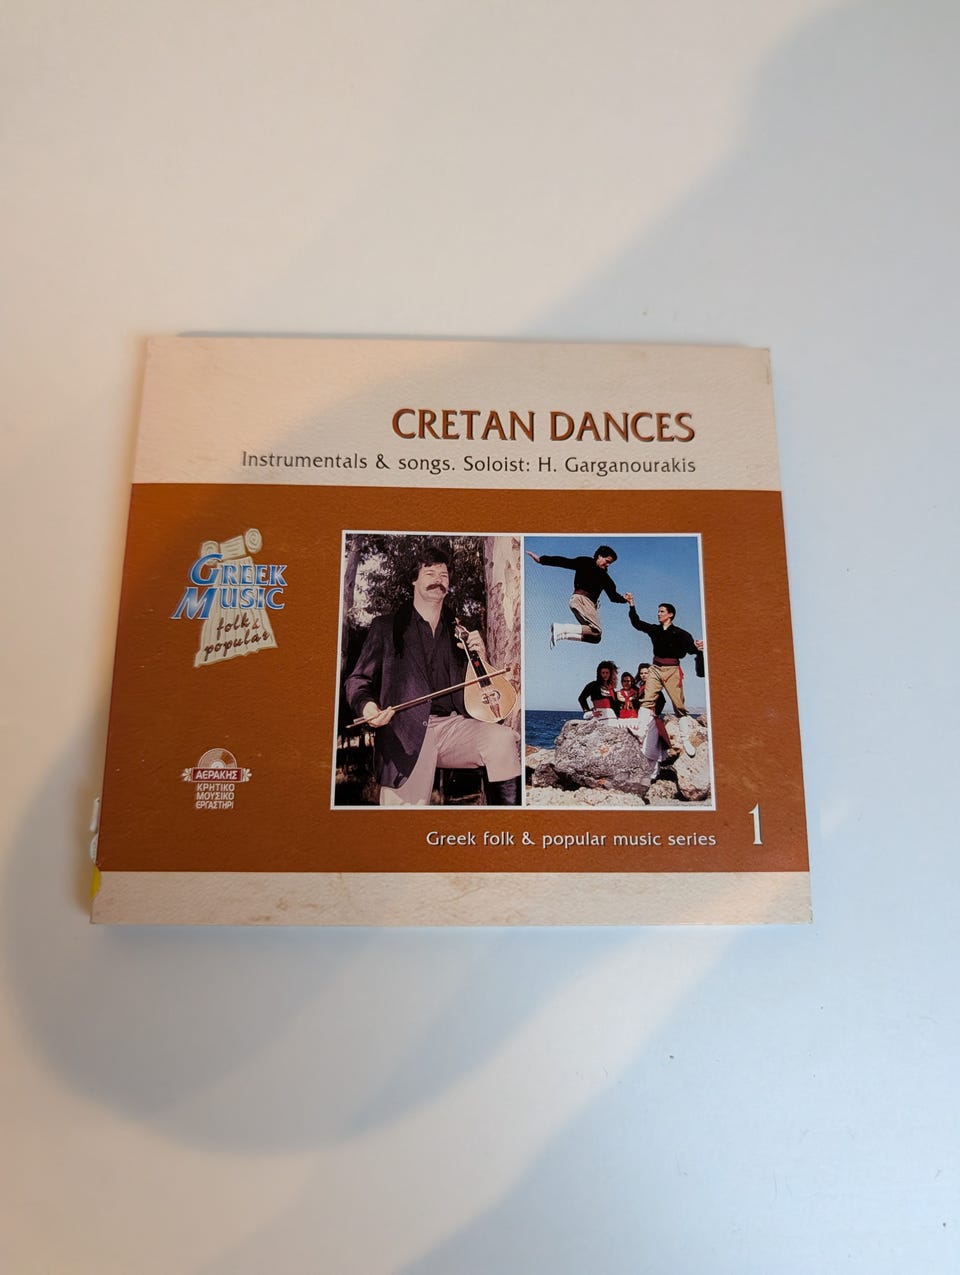 CRETAN DANCES
Instrumentals & songs. Soloist: H. Garganourakis
GREEK
MUSIC
folk &
popular
ΑΕΡΑΚΗΣ
ΚΡΗΤΙΚΟ
ΜΟΥΣΙΚΟ
ΕΡΓΑΣΤΗΡΙ
Greek folk & popular music series 1